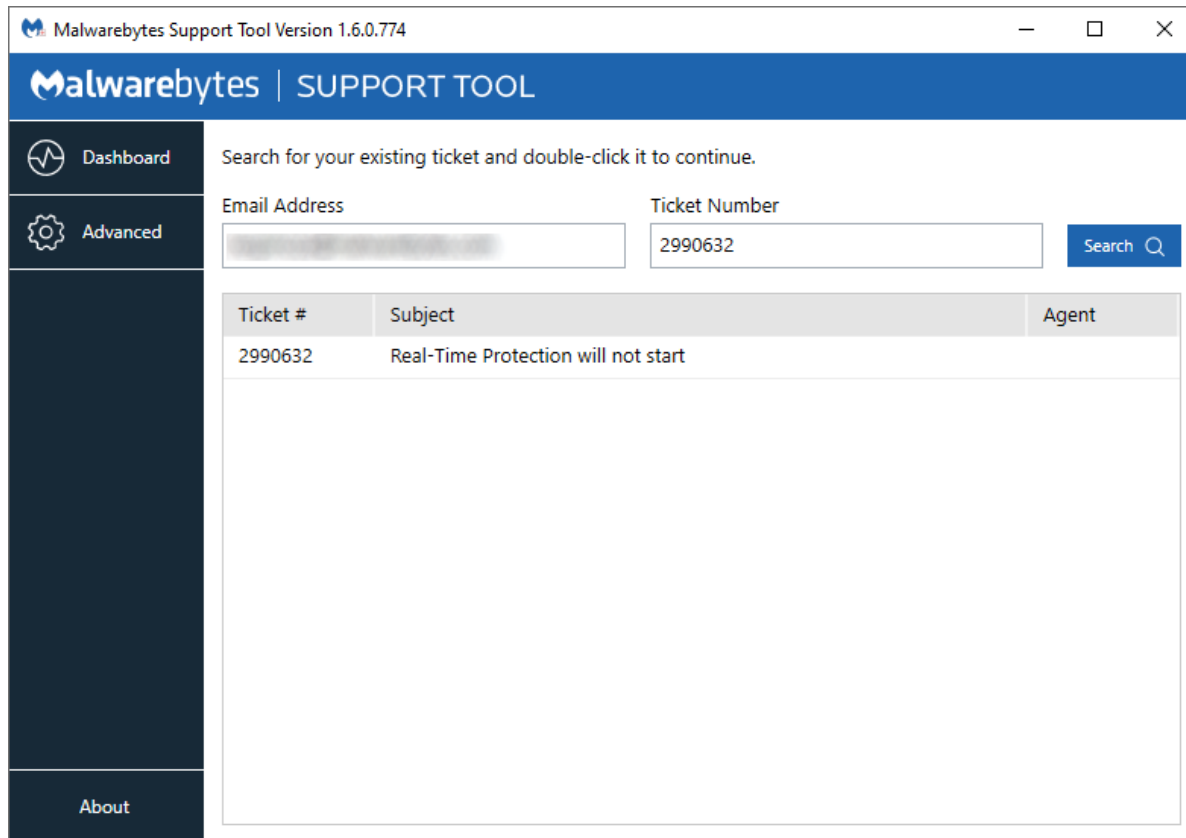 Malwarebytes Support Tool Version 1.6.0.774
Malwarebytes | SUPPORT TOOL
Dashboard
Advanced
Search for your existing ticket and double-click it to continue.
Email Address
Ticket Number
2990632
Search
Ticket # Subject Agent
2990632 Real-Time Protection will not start
About